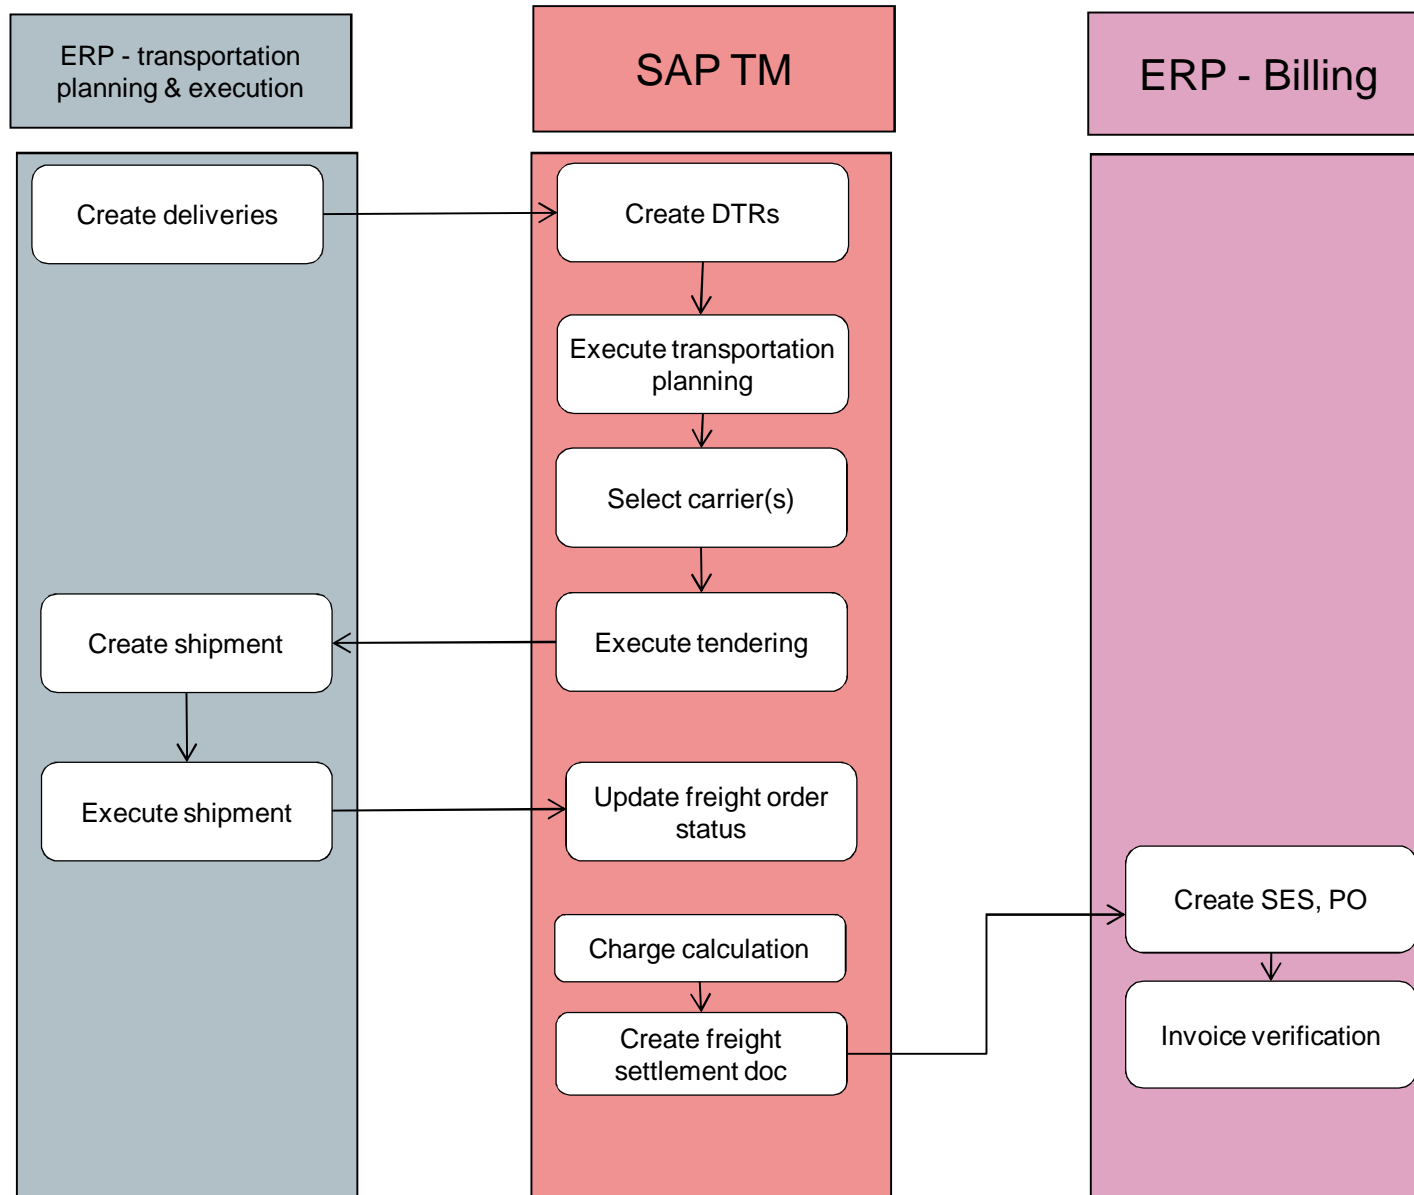 ERP - transportation
planning & execution
SAP TM
ERP - Billing
Create deliveries
Create DTRs
Execute transportation
planning
Select carrier(s)
Create shipment
Execute tendering
Execute shipment
Update freight order
status
Create SES, PO
Charge calculation
Create freight
settlement doc
Invoice verification